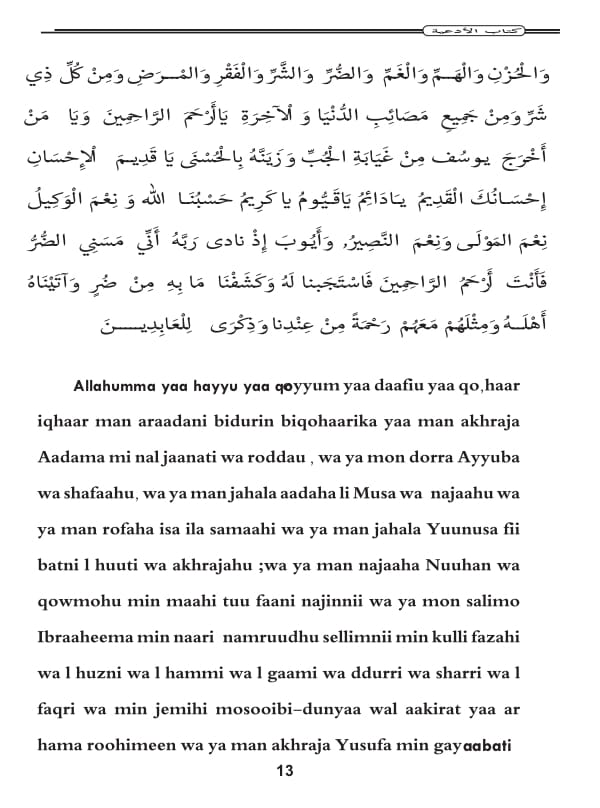 كتاب الأدعية
وَالْحُزْنِ وَالْهَمِّ وَالْغَمِّ وَالضُّرِّ وَالشَّرِّ وَالْفَقْرِ وَالْمَرَضِ وَمِنْ كُلِّ ذِي
شَرِّ وَمِنْ جَمِيعِ مَصَائِبِ الدُّنْيَا وَ الْآخِرَةِ يَاأَرْحَمَ الرَّاحِمِينَ وَيَا مَنْ
أَخْرَجَ يوسُف مِنْ غَيَابَةِ الْجُبِّ وَزَيَنَهُ بِالْحُسْنَى يَا قَدِيمَ الْإِحْسَانِ
إِحْسَانُكَ الْقَدِيمُ يَادَائِمُ يَاقَيُّومُ يا كَرِيمُ حَسْبُنَا الله وَ نِعْمَ الْوَكِيلُ
نِعْمَ الْمَوْلَى وَنِعْمَ النَّصِيرُ, وَأَيُوبَ إِذْ نادى رَبَّهُ أَنِّي مَسَنِي الضُّرُّ
فَأَنْتَ أَرْحَمُ الرَّاحِمِينَ فَاسْتَجَبنا لَهُ وَكَشَفْنَا مَا بِهِ مِنْ ضُرٍ وَآتَيْنَاهُ
أَهْلَهُ وَمِثْلَهُمْ مَعَهُمْ رَحْمَةً مِنْ عِنْدِنا وَذِكْرَى لِلْعَابِدِينَ
Allahumma yaa hayyu yaa qoyyum yaa daafiu yaa qo,haar
iqhaar man araadani bidurin biqohaarika yaa man akhraja
Aadama mi nal jaanati wa roddau , wa ya mon dorra Ayyuba
wa shafaahu, wa ya man jahala aadaha li Musa wa najaahu wa
ya man rofaha isa ila samaahi wa ya man jahala Yuunusa fii
batni l huuti wa akhrajahu ;wa ya man najaaha Nuuhan wa
qowmohu min maahi tuu faani najinnii wa ya mon salimo
Ibraaheema min naari namruudhu sellimnii min kulli fazahi
wa l huzni wa l hammi wa l gaami wa ddurri wa sharri wa l
faqri wa min jemihi mosooibi-dunyaa wal aakirat yaa ar
hama roohimeen wa ya man akhraja Yusufa min gayaabati
13